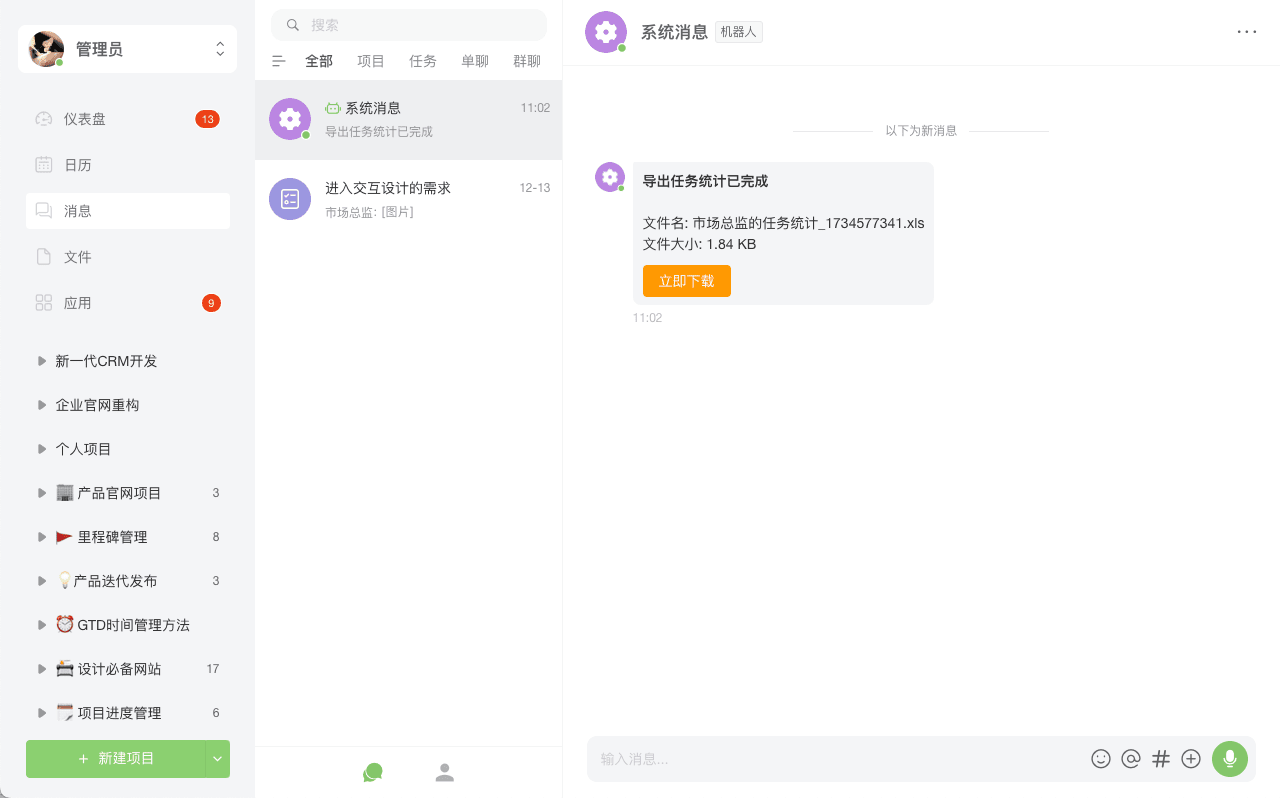 管理员
仪表盘 13
日历
消息
文件
应用 9
新一代CRM开发
企业官网重构
个人项目
产品官网项目 3
里程碑管理 8
产品迭代发布 3
GTD时间管理方法
设计必备网站 17
项目进度管理 6
+ 新建项目
搜索
全部 项目 任务 单聊 群聊
系统消息 11:02
导出任务统计已完成
进入交互设计的需求 12-13
市场总监: [图片]
系统消息 机器人
以下为新消息
导出任务统计已完成
文件名: 市场总监的任务统计_1734577341.xls
文件大小: 1.84 KB
立即下载
11:02
输入消息...